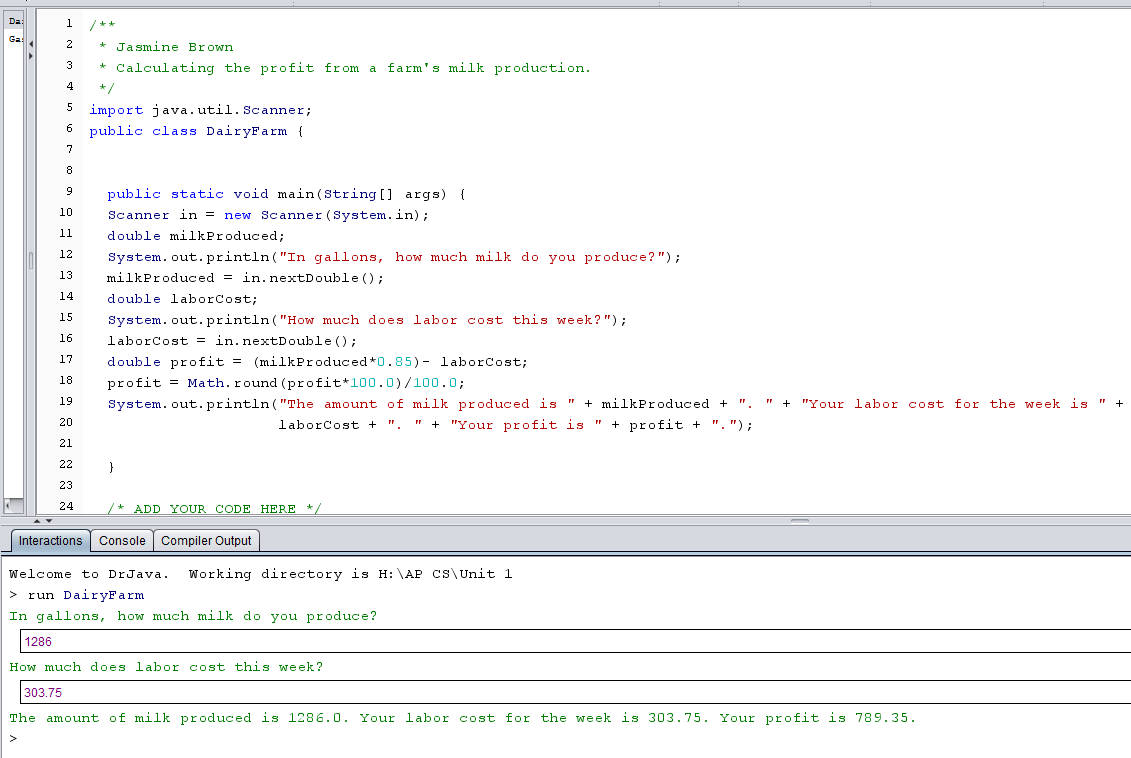 Da
Ga
1 /**
2 * Jasmine Brown
3 * Calculating the profit from a farm's milk production.
4 */
5 import java.util.Scanner;
6 public class DairyFarm {
7
8
9 public static void main(String[] args) {
10 Scanner in = new Scanner(System.in);
11 double milkProduced;
12 System.out.println("In gallons, how much milk do you produce?");
13 milkProduced = in.nextDouble();
14 double laborCost;
15 System.out.println("How much does labor cost this week?");
16 laborCost = in.nextDouble();
17 double profit = (milkProduced*0.85)- laborCost;
18 profit = Math.round(profit*100.0)/100.0;
19 System.out.println("The amount of milk produced is " + milkProduced + ". " + "Your labor cost for the week is " +
20 laborCost + ". " + "Your profit is " + profit + ".");
21
22 }
23
24 /* ADD YOUR CODE HERE */
Interactions Console Compiler Output
Welcome to DrJava. Working directory is H:\AP CS\Unit 1
> run DairyFarm
In gallons, how much milk do you produce?
1286
How much does labor cost this week?
303.75
The amount of milk produced is 1286.0. Your labor cost for the week is 303.75. Your profit is 789.35.
>